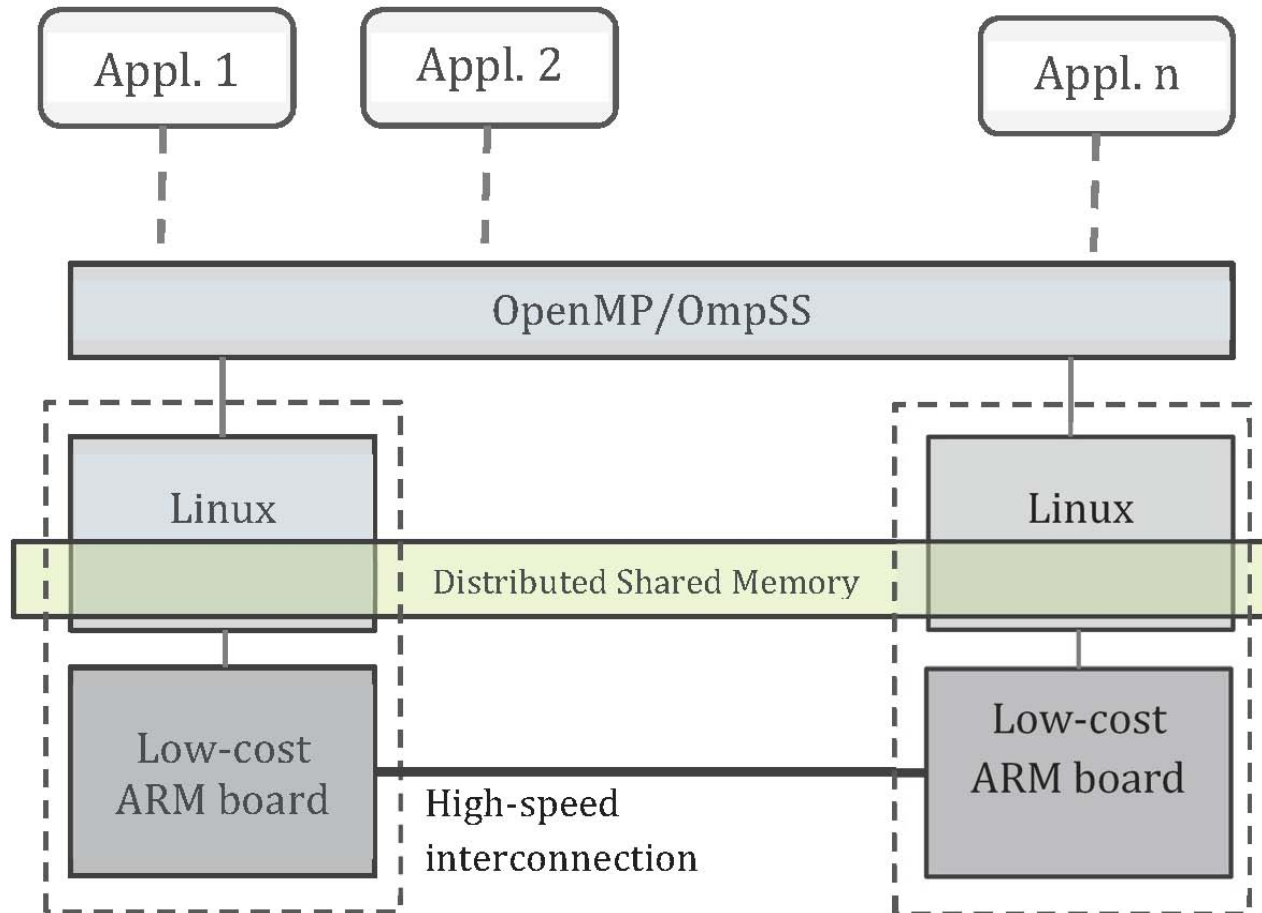 Appl. 1
Appl. 2
Appl. n
OpenMP/OmpSS
Linux
Linux
Distributed Shared Memory
Low-cost
ARM board
Low-cost
ARM board
High-speed
interconnection